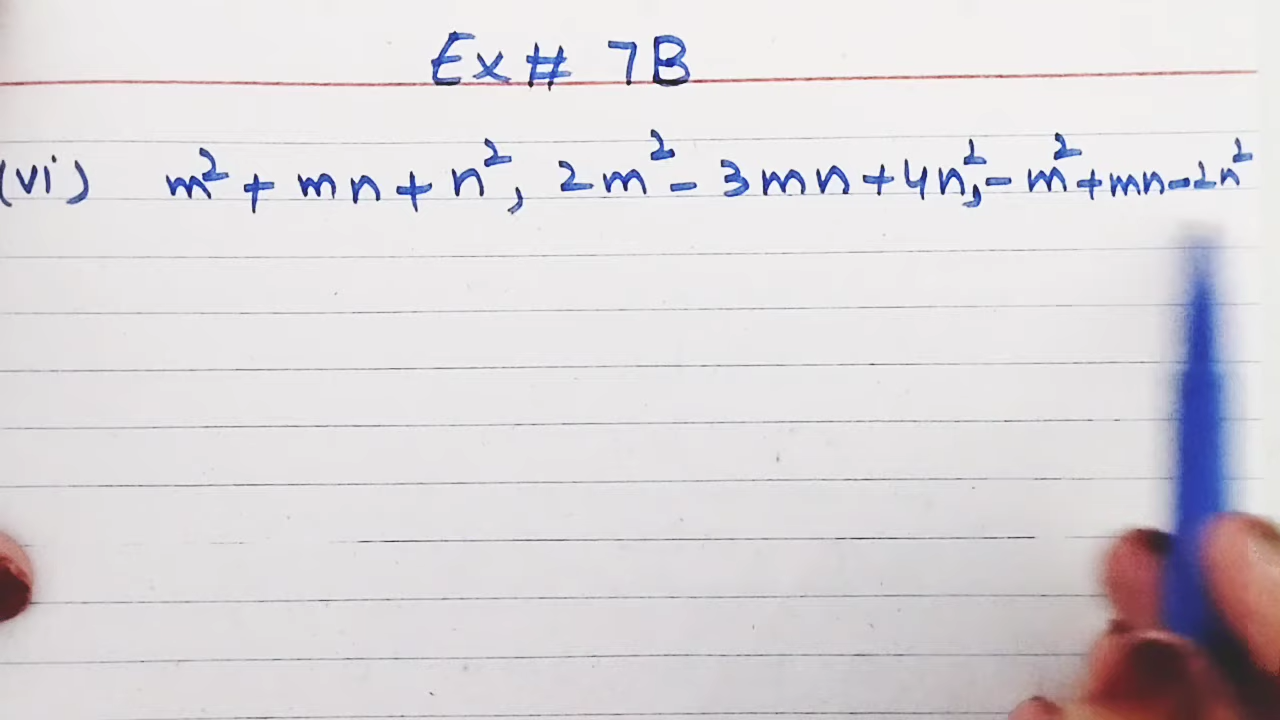 Ex # 7B
(vi) m² + mn + n², 2m² - 3mn + 4n², - m² + mn - 2n²